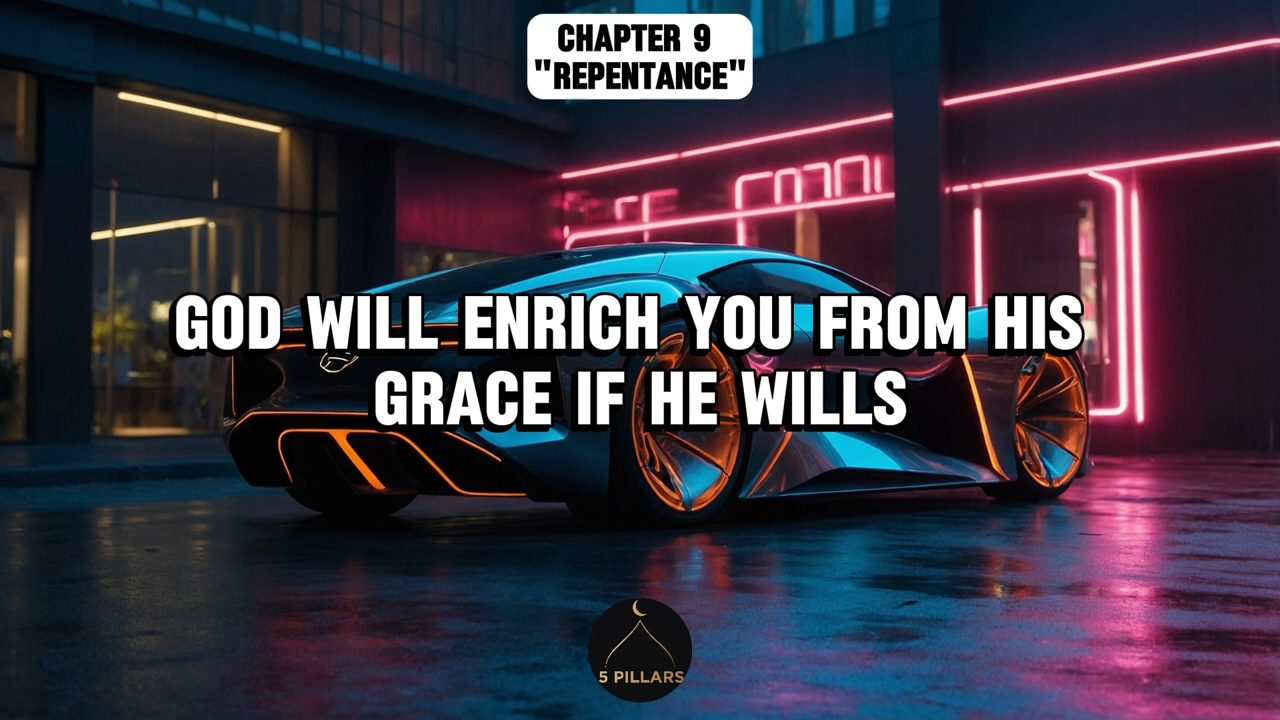 CHAPTER 9
"REPENTANCE"
GOD WILL ENRICH YOU FROM HIS
GRACE IF HE WILLS
5 PILLARS